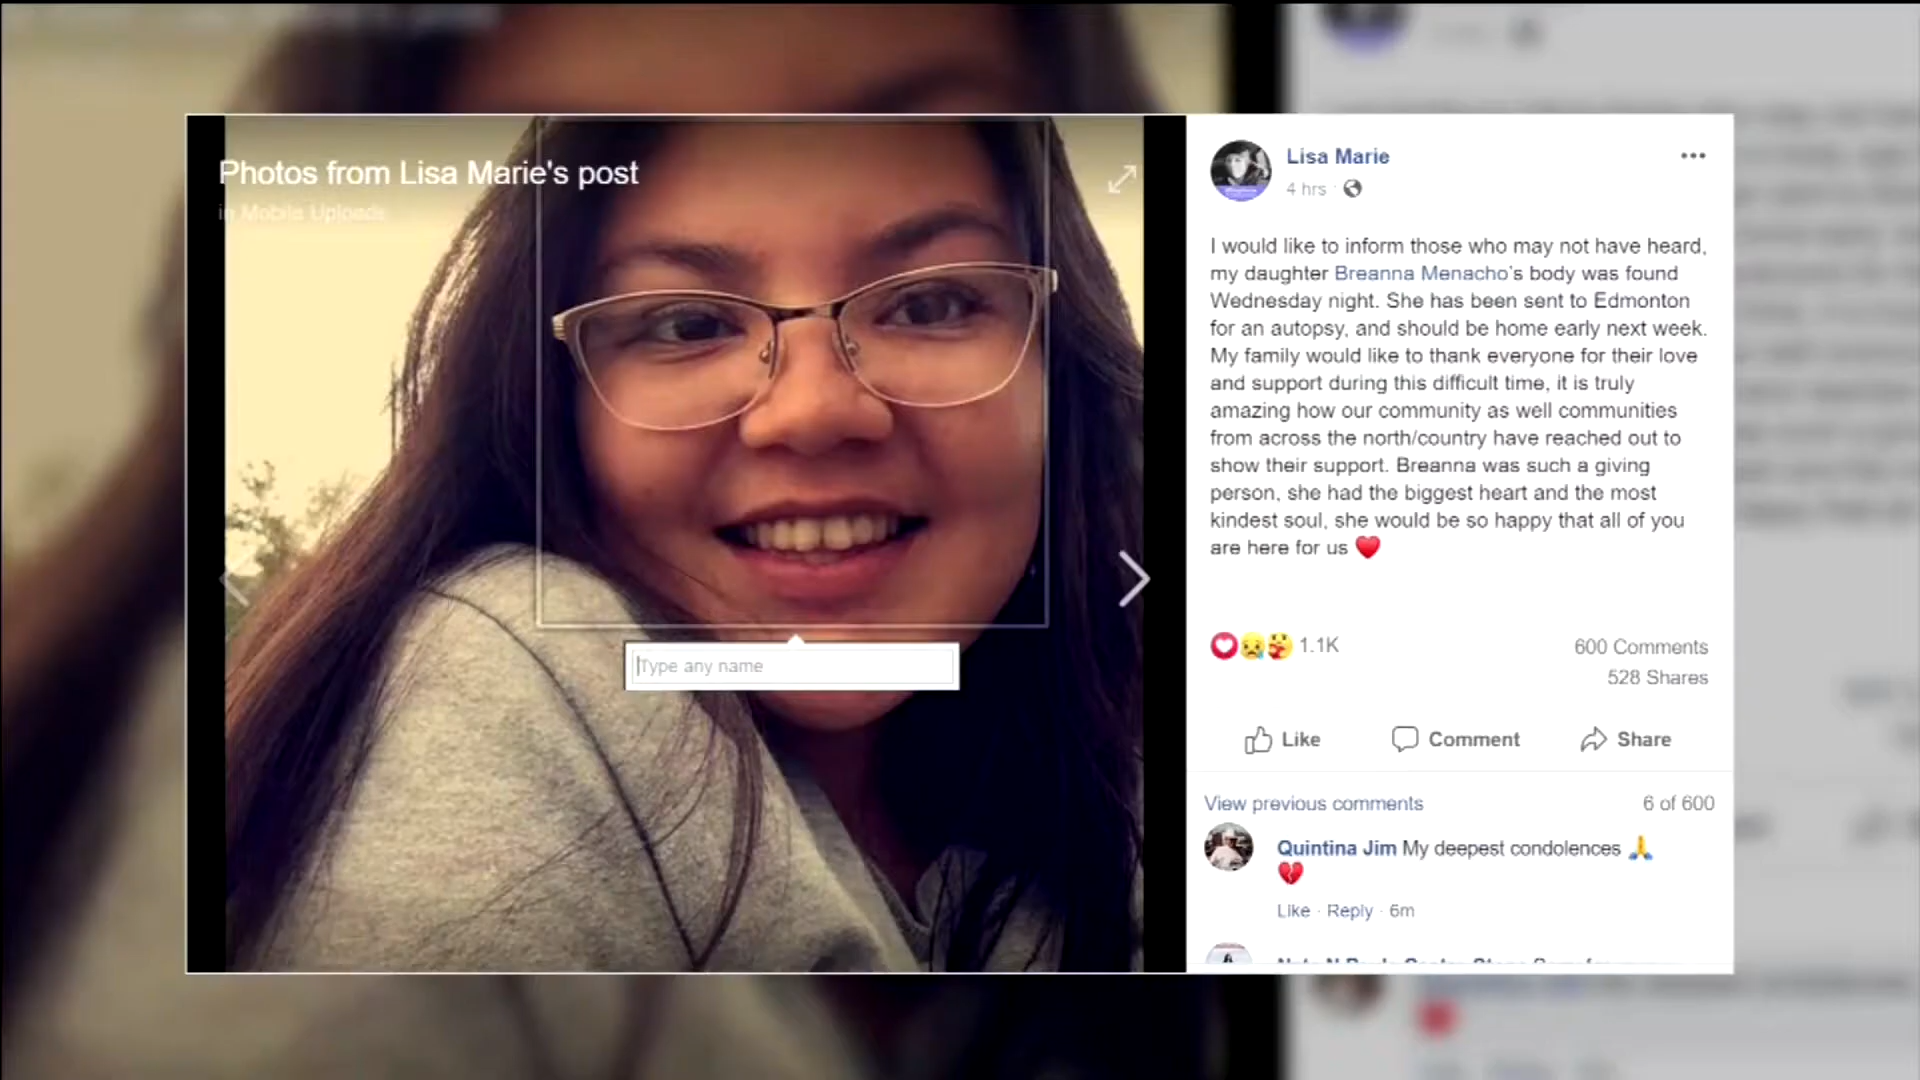 Photos from Lisa Marie's post
in Mobile Uploads
Type any name
Lisa Marie
4 hrs ·
I would like to inform those who may not have heard,
my daughter Breanna Menacho's body was found
Wednesday night. She has been sent to Edmonton
for an autopsy, and should be home early next week.
My family would like to thank everyone for their love
and support during this difficult time, it is truly
amazing how our community as well communities
from across the north/country have reached out to
show their support. Breanna was such a giving
person, she had the biggest heart and the most
kindest soul, she would be so happy that all of you
are here for us ❤️
1.1K
600 Comments
528 Shares
Like
Comment
Share
View previous comments
6 of 600
Quintina Jim My deepest condolences 🙏
💔
Like · Reply · 6m